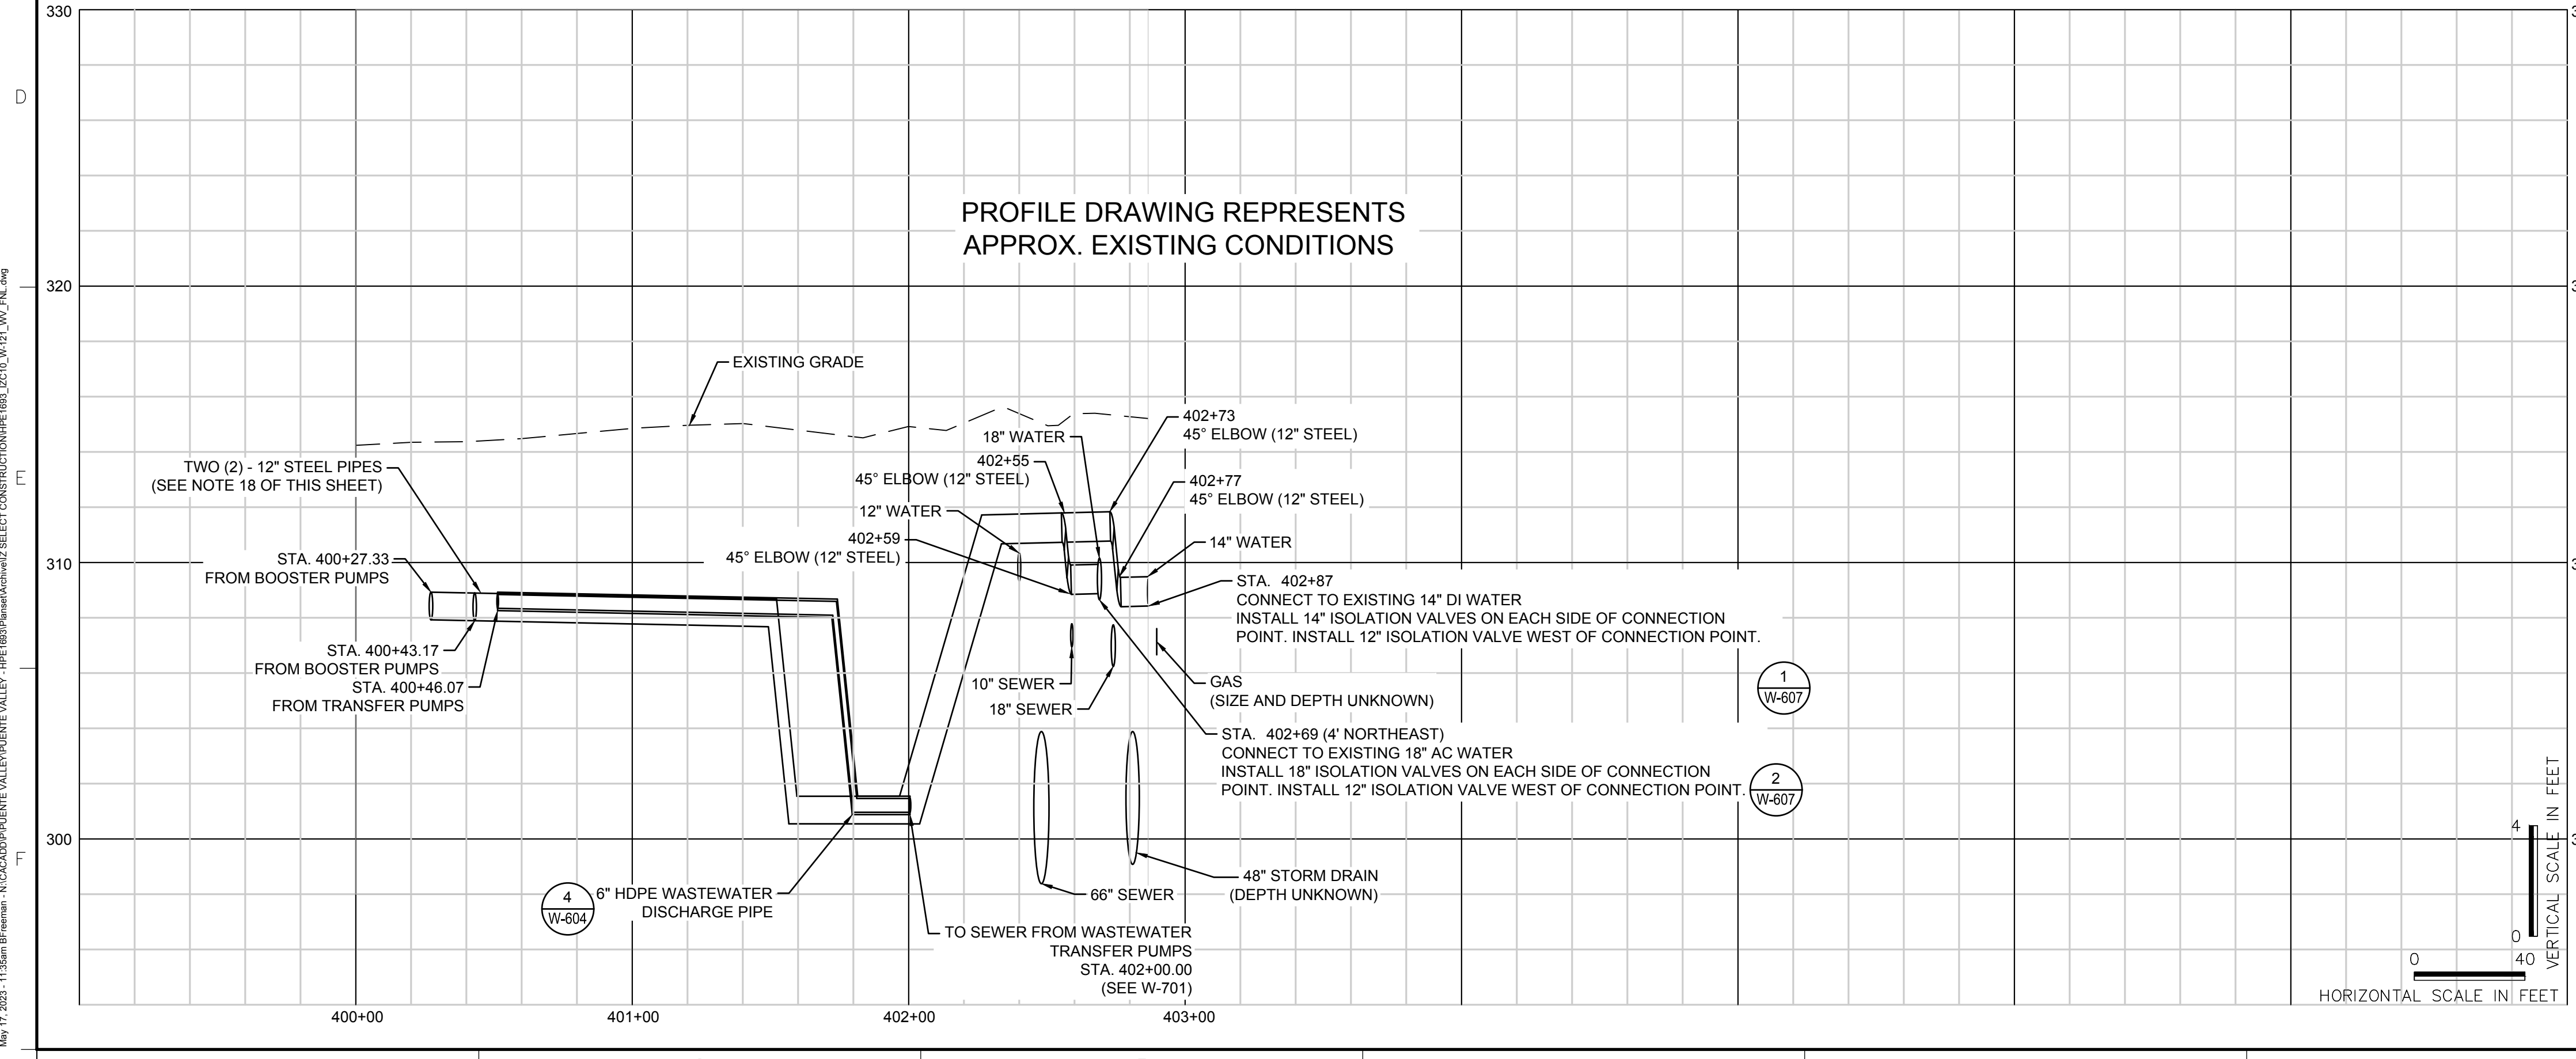 330
D
PROFILE DRAWING REPRESENTS
APPROX. EXISTING CONDITIONS
320
EXISTING GRADE
402+73
45° ELBOW (12" STEEL)
18" WATER
402+55
45° ELBOW (12" STEEL)
TWO (2) - 12" STEEL PIPES
(SEE NOTE 18 OF THIS SHEET)
E
402+77
45° ELBOW (12" STEEL)
12" WATER
402+59
45° ELBOW (12" STEEL)
14" WATER
310
STA. 400+27.33
FROM BOOSTER PUMPS
STA. 402+87
CONNECT TO EXISTING 14" DI WATER
INSTALL 14" ISOLATION VALVES ON EACH SIDE OF CONNECTION
POINT. INSTALL 12" ISOLATION VALVE WEST OF CONNECTION POINT.
STA. 400+43.17
FROM BOOSTER PUMPS
STA. 400+46.07
FROM TRANSFER PUMPS
10" SEWER
18" SEWER
GAS
(SIZE AND DEPTH UNKNOWN)
1
W-607
STA. 402+69 (4' NORTHEAST)
CONNECT TO EXISTING 18" AC WATER
INSTALL 18" ISOLATION VALVES ON EACH SIDE OF CONNECTION
POINT. INSTALL 12" ISOLATION VALVE WEST OF CONNECTION POINT.
2
W-607
300
F
4
W-604
6" HDPE WASTEWATER
DISCHARGE PIPE
66" SEWER
48" STORM DRAIN
(DEPTH UNKNOWN)
TO SEWER FROM WASTEWATER
TRANSFER PUMPS
STA. 402+00.00
(SEE W-701)
4
0
VERTICAL SCALE IN FEET
0 40
HORIZONTAL SCALE IN FEET
400+00 401+00 402+00 403+00